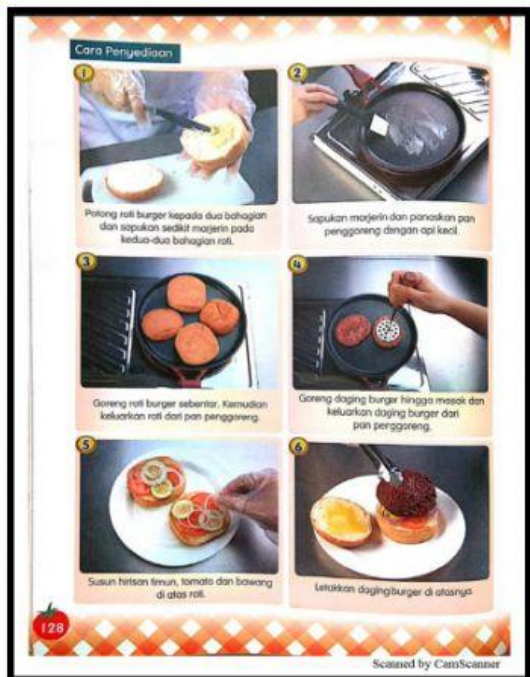 Cara Penyediaan
1
Potong roti burger kepada dua bahagian
dan sapukan sedikit marjerin pada
kedua-dua bahagian roti.
2
Sapukan marjerin dan panaskan pan
penggoreng dengan api kecil.
3
Goreng roti burger sebentar. Kemudian
keluarkan roti dari pan penggoreng.
4
Goreng daging burger hingga masak dan
keluarkan daging burger dari
pan penggoreng.
5
Susun hirisan timun, tomato dan bawang
di atas roti.
6
Letakkan daging burger di atasnya.
128
Scanned by CamScanner